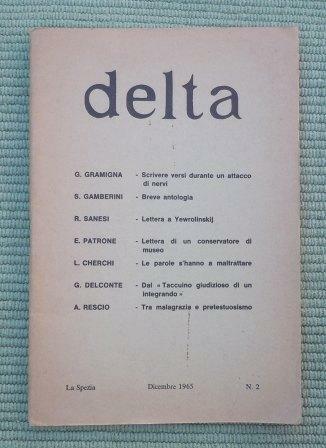 delta
G. GRAMIGNA - Scrivere versi durante un attacco
di nervi
S. GAMBERINI - Breve antologia
R. SANESI - Lettera a Yewrolinskij
E. PATRONE - Lettera di un conservatore di
museo
L. CHERCHI - Le parole s'hanno a maltrattare
G. DELCONTE - Dal « Taccuino giudizioso di un
integrando »
A. RESCIO - Tra malagrazia e pretestuosismo
La Spezia Dicembre 1965 N. 2